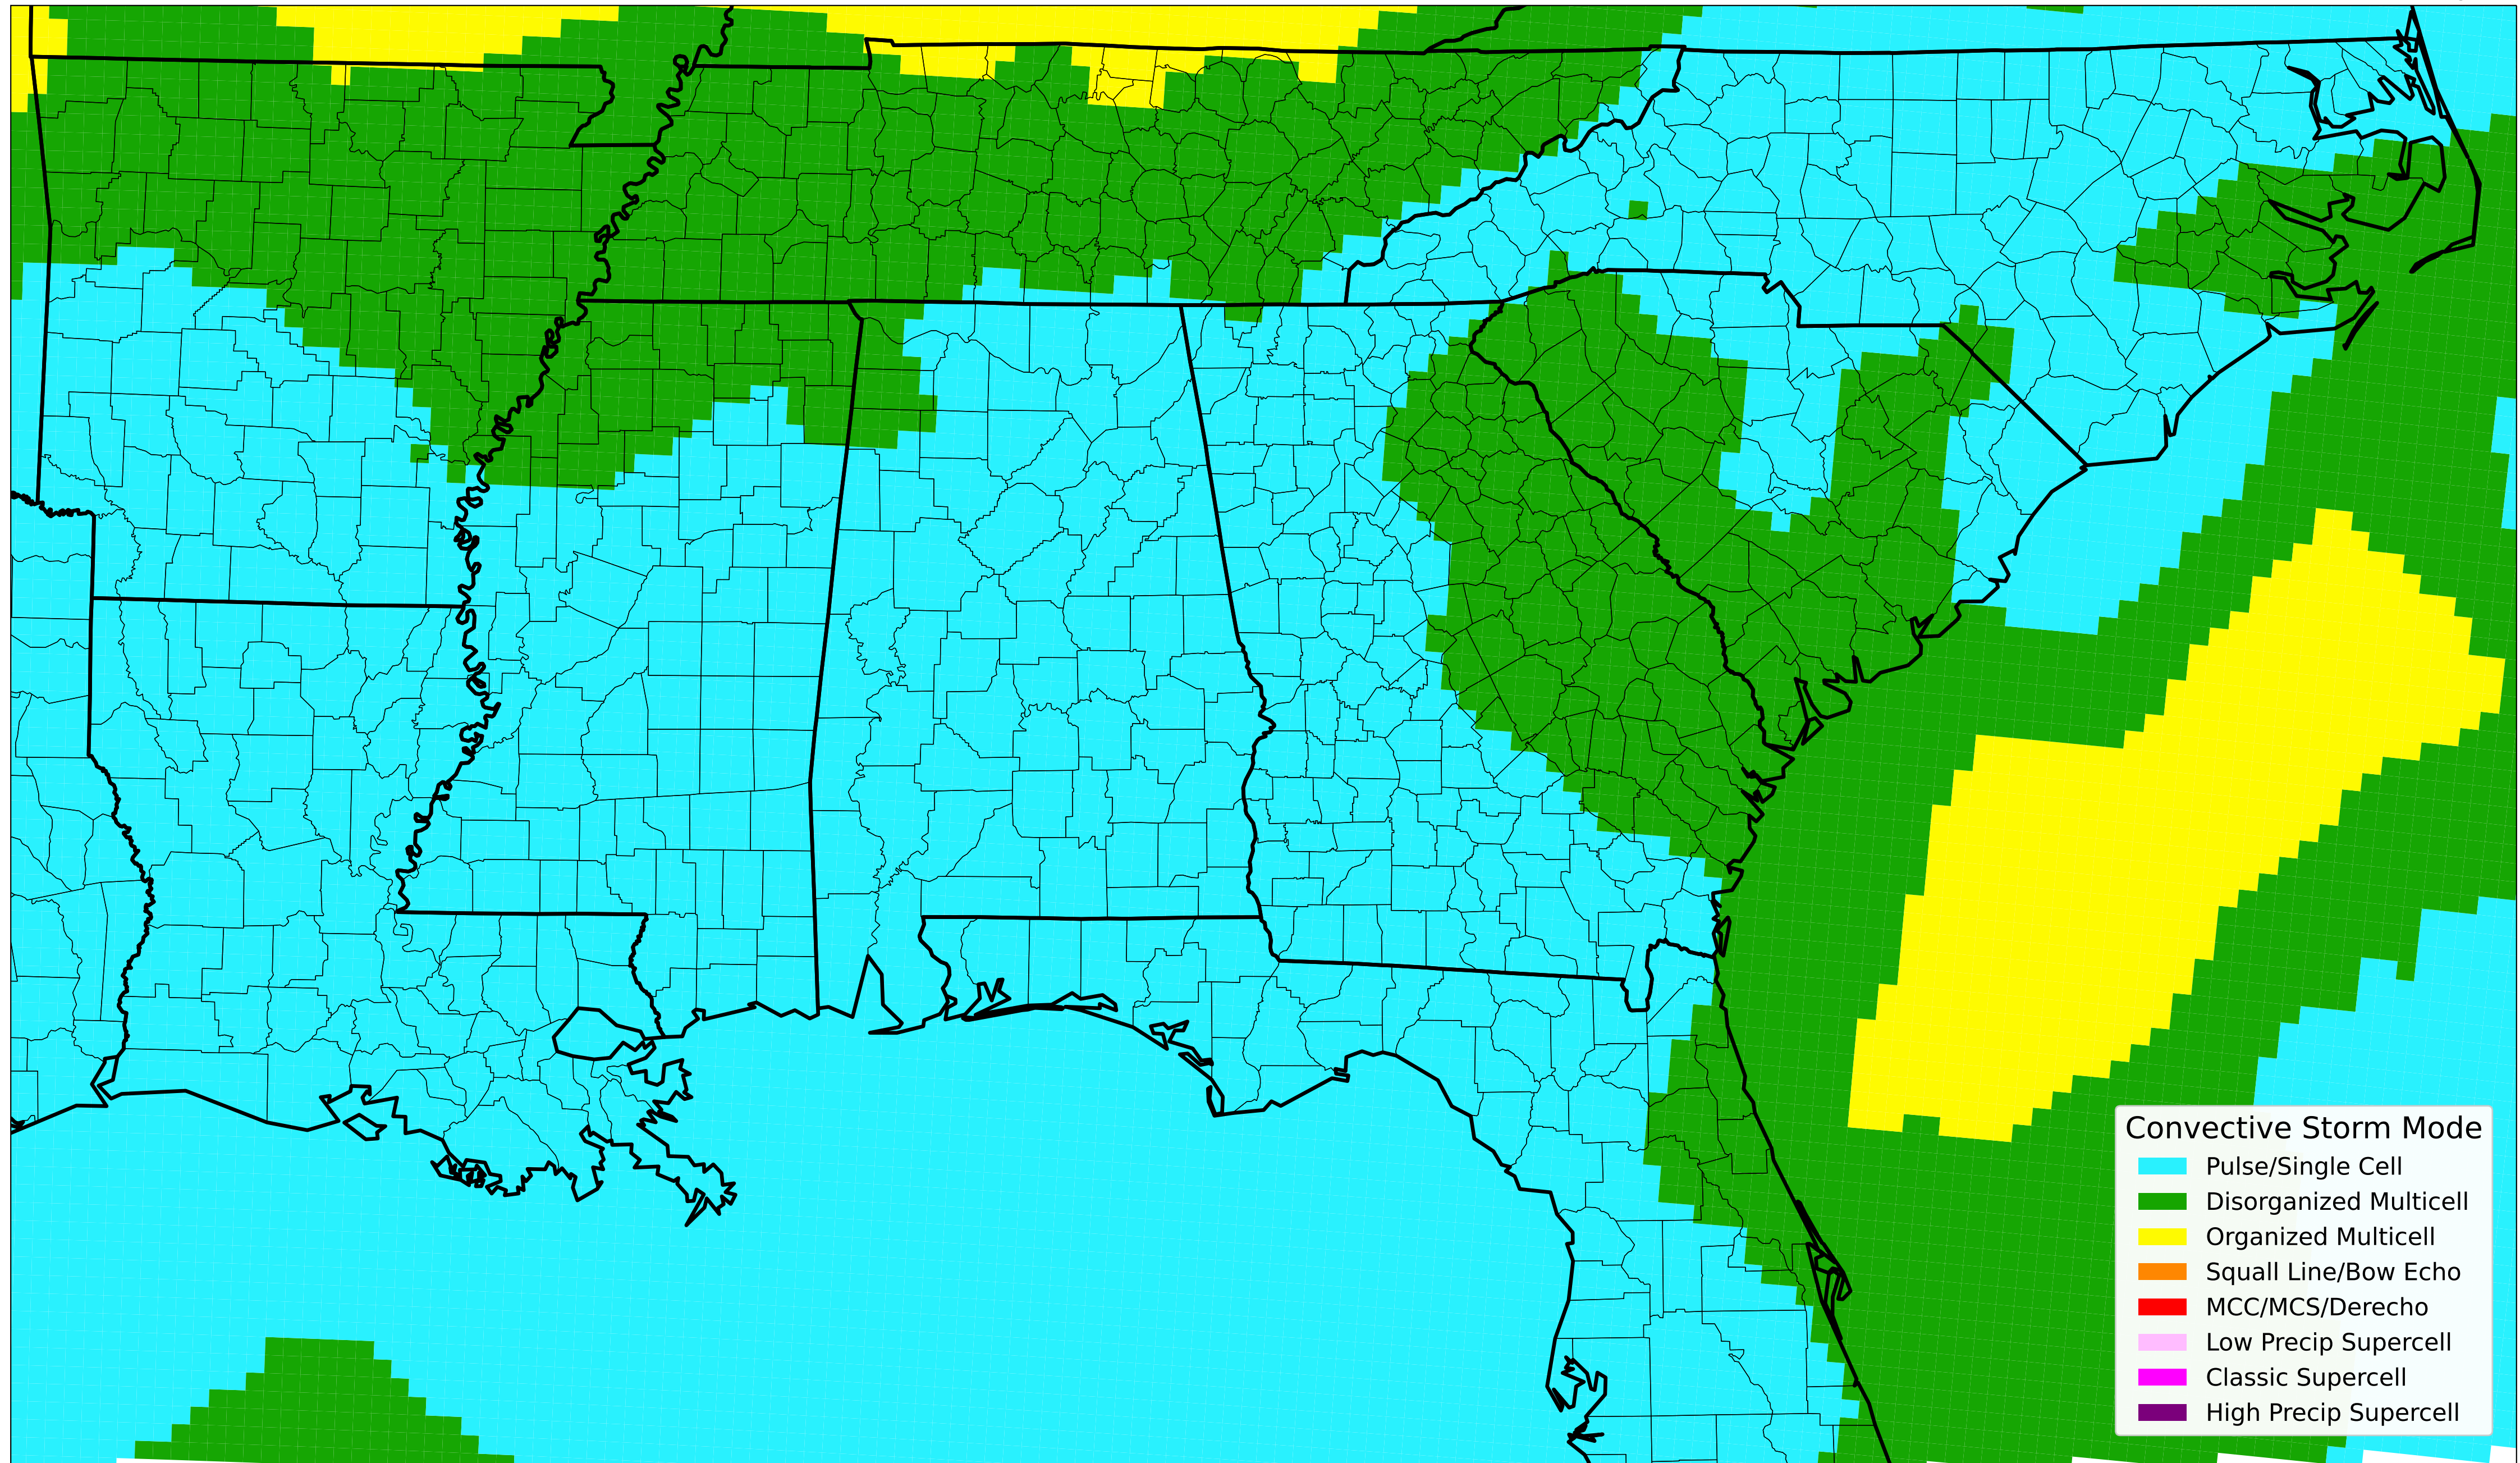 Convective Storm Mode
Pulse/Single Cell
Disorganized Multicell
Organized Multicell
Squall Line/Bow Echo
MCC/MCS/Derecho
Low Precip Supercell
Classic Supercell
High Precip Supercell